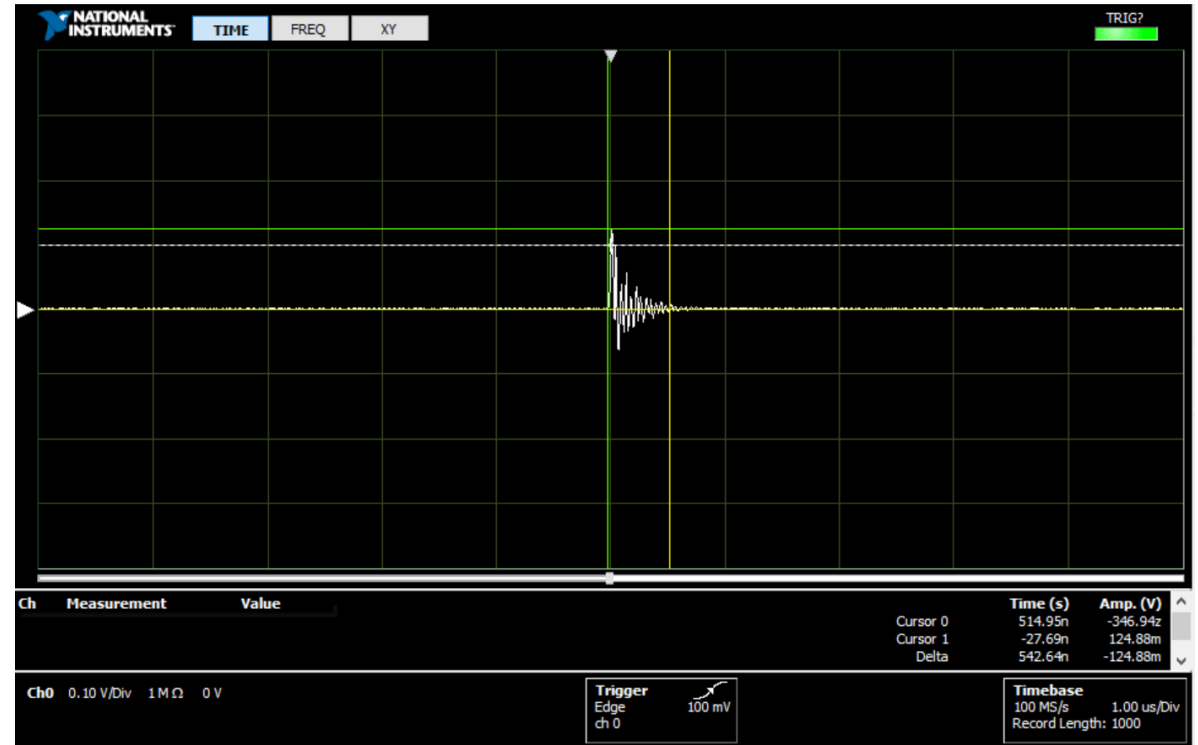 NATIONAL
INSTRUMENTS™
TIME FREQ XY
TRIG?
Ch Measurement Value
Time (s) Amp. (V)
Cursor 0 514.95n -346.94z
Cursor 1 -27.69n 124.88m
Delta 542.64n -124.88m
Ch0 0.10 V/Div 1 M Ω 0 V
Trigger
Edge 100 mV
ch 0
Timebase
100 MS/s 1.00 us/Div
Record Length: 1000